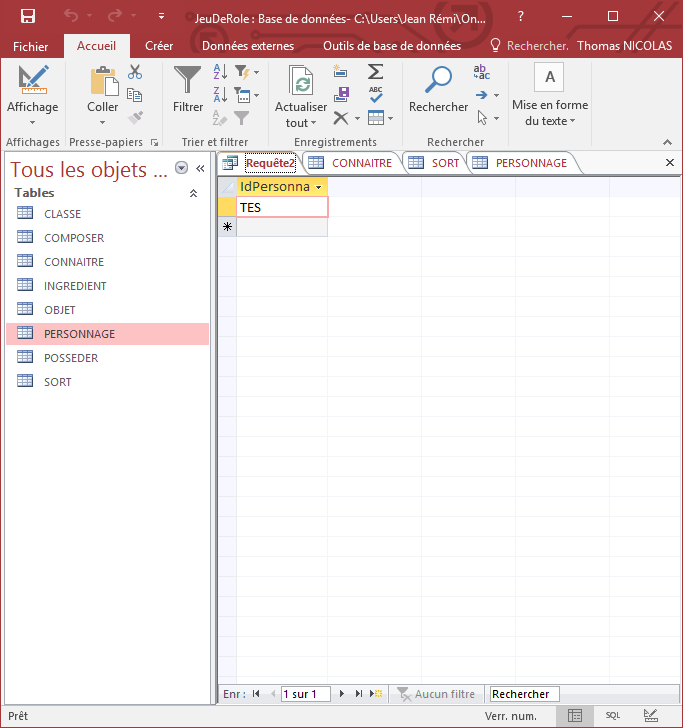 JeuDeRole : Base de données- C:\Users\Jean Rémi\On...
?
Fichier Accueil Créer Données externes Outils de base de données Rechercher. Thomas NICOLAS
Affichage Coller Filtrer Actualiser tout Rechercher Mise en forme du texte
Affichages Presse-papiers Trier et filtrer Enregistrements Rechercher
Tous les objets ...
Tables
CLASSE
COMPOSER
CONNAITRE
INGREDIENT
OBJET
PERSONNAGE
POSSEDER
SORT
Requête2 CONNAITRE SORT PERSONNAGE
IdPersonna
TES
Enr : 1 sur 1 Aucun filtre Rechercher
Prêt Verr. num. SQL